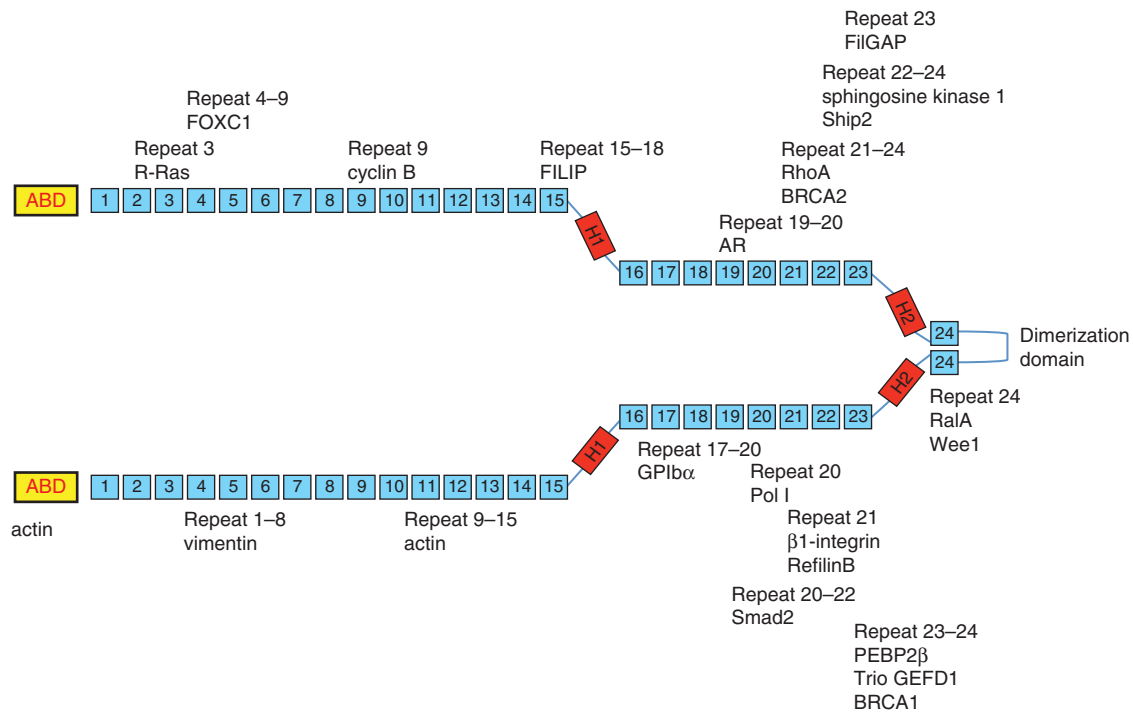 Repeat 23
FilGAP
Repeat 22–24
sphingosine kinase 1
Ship2
Repeat 4–9
FOXC1
Repeat 3
R-Ras
Repeat 9
cyclin B
Repeat 15–18
FILIP
Repeat 21–24
RhoA
BRCA2
ABD 1 2 3 4 5 6 7 8 9 10 11 12 13 14 15
Repeat 19–20
AR
H1
16 17 18 19 20 21 22 23
H2
24
Dimerization
domain
24
H2
Repeat 24
RalA
Wee1
16 17 18 19 20 21 22 23
H1
Repeat 17–20
GPIbα
ABD 1 2 3 4 5 6 7 8 9 10 11 12 13 14 15
actin
Repeat 1–8
vimentin
Repeat 9–15
actin
Repeat 20
Pol I
Repeat 21
β1-integrin
RefilinB
Repeat 20–22
Smad2
Repeat 23–24
PEBP2β
Trio GEFD1
BRCA1